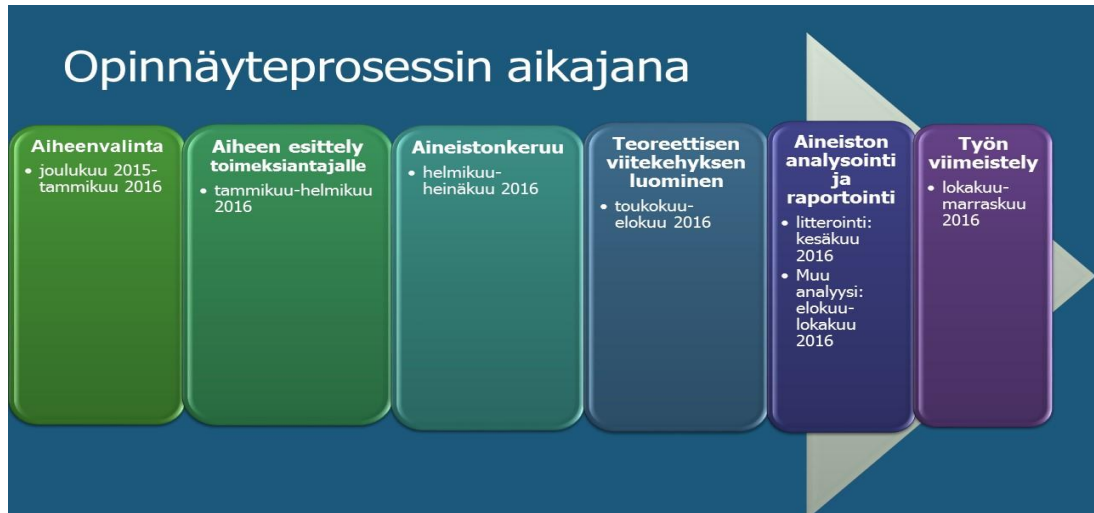 Opinnäyteprosessin aikajana
Aiheenvalinta
• joulukuu 2015-
tammikuu 2016
Aiheen esittely
toimeksiantajalle
• tammikuu-helmikuu
2016
Aineistonkeruu
• helmikuu-
heinäkuu 2016
Teoreettisen
viitekehyksen
luominen
• toukokuu-
elokuu 2016
Aineiston
analysointi
ja
raportointi
• litterointi:
kesäkuu
2016
• Muu
analyysi:
elokuu-
lokakuu
2016
Työn
viimeistely
• lokakuu-
marraskuu
2016